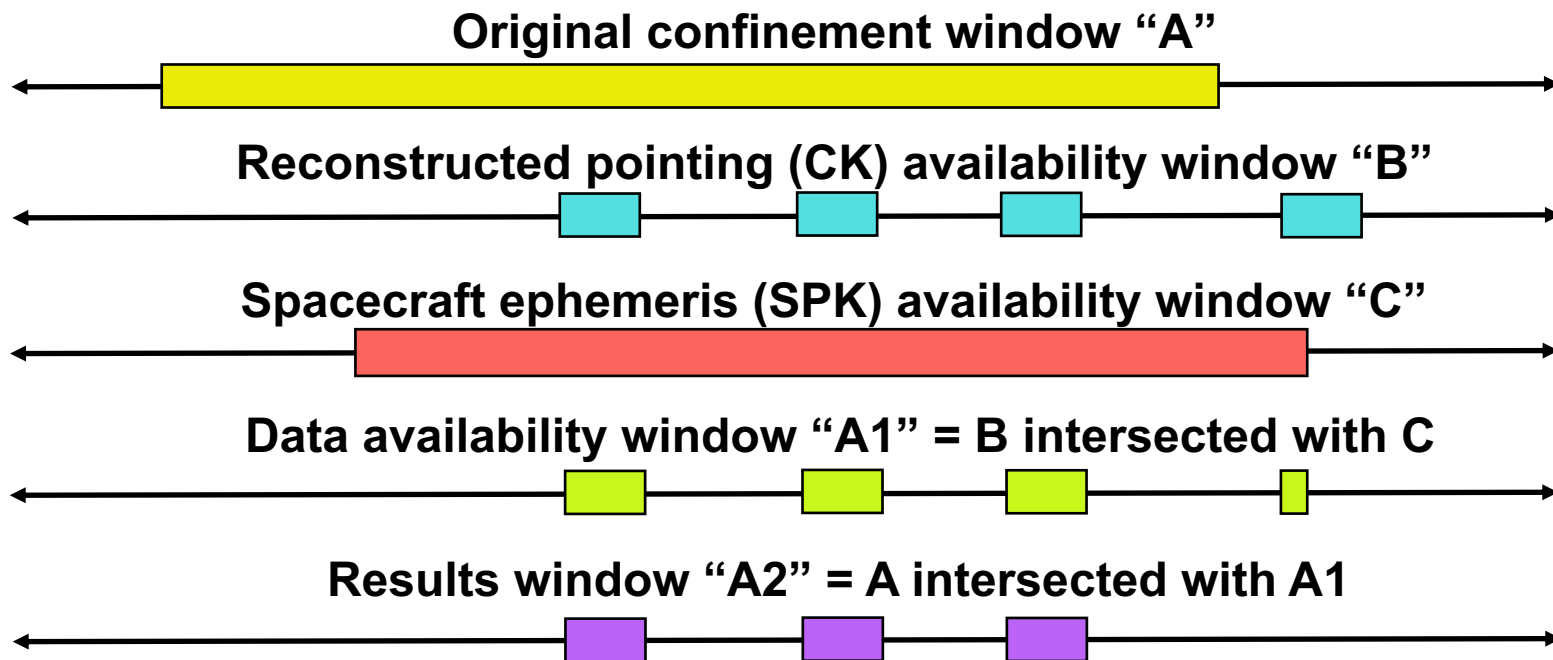 Original confinement window “A”
Reconstructed pointing (CK) availability window “B”
Spacecraft ephemeris (SPK) availability window “C”
Data availability window “A1” = B intersected with C
Results window “A2” = A intersected with A1